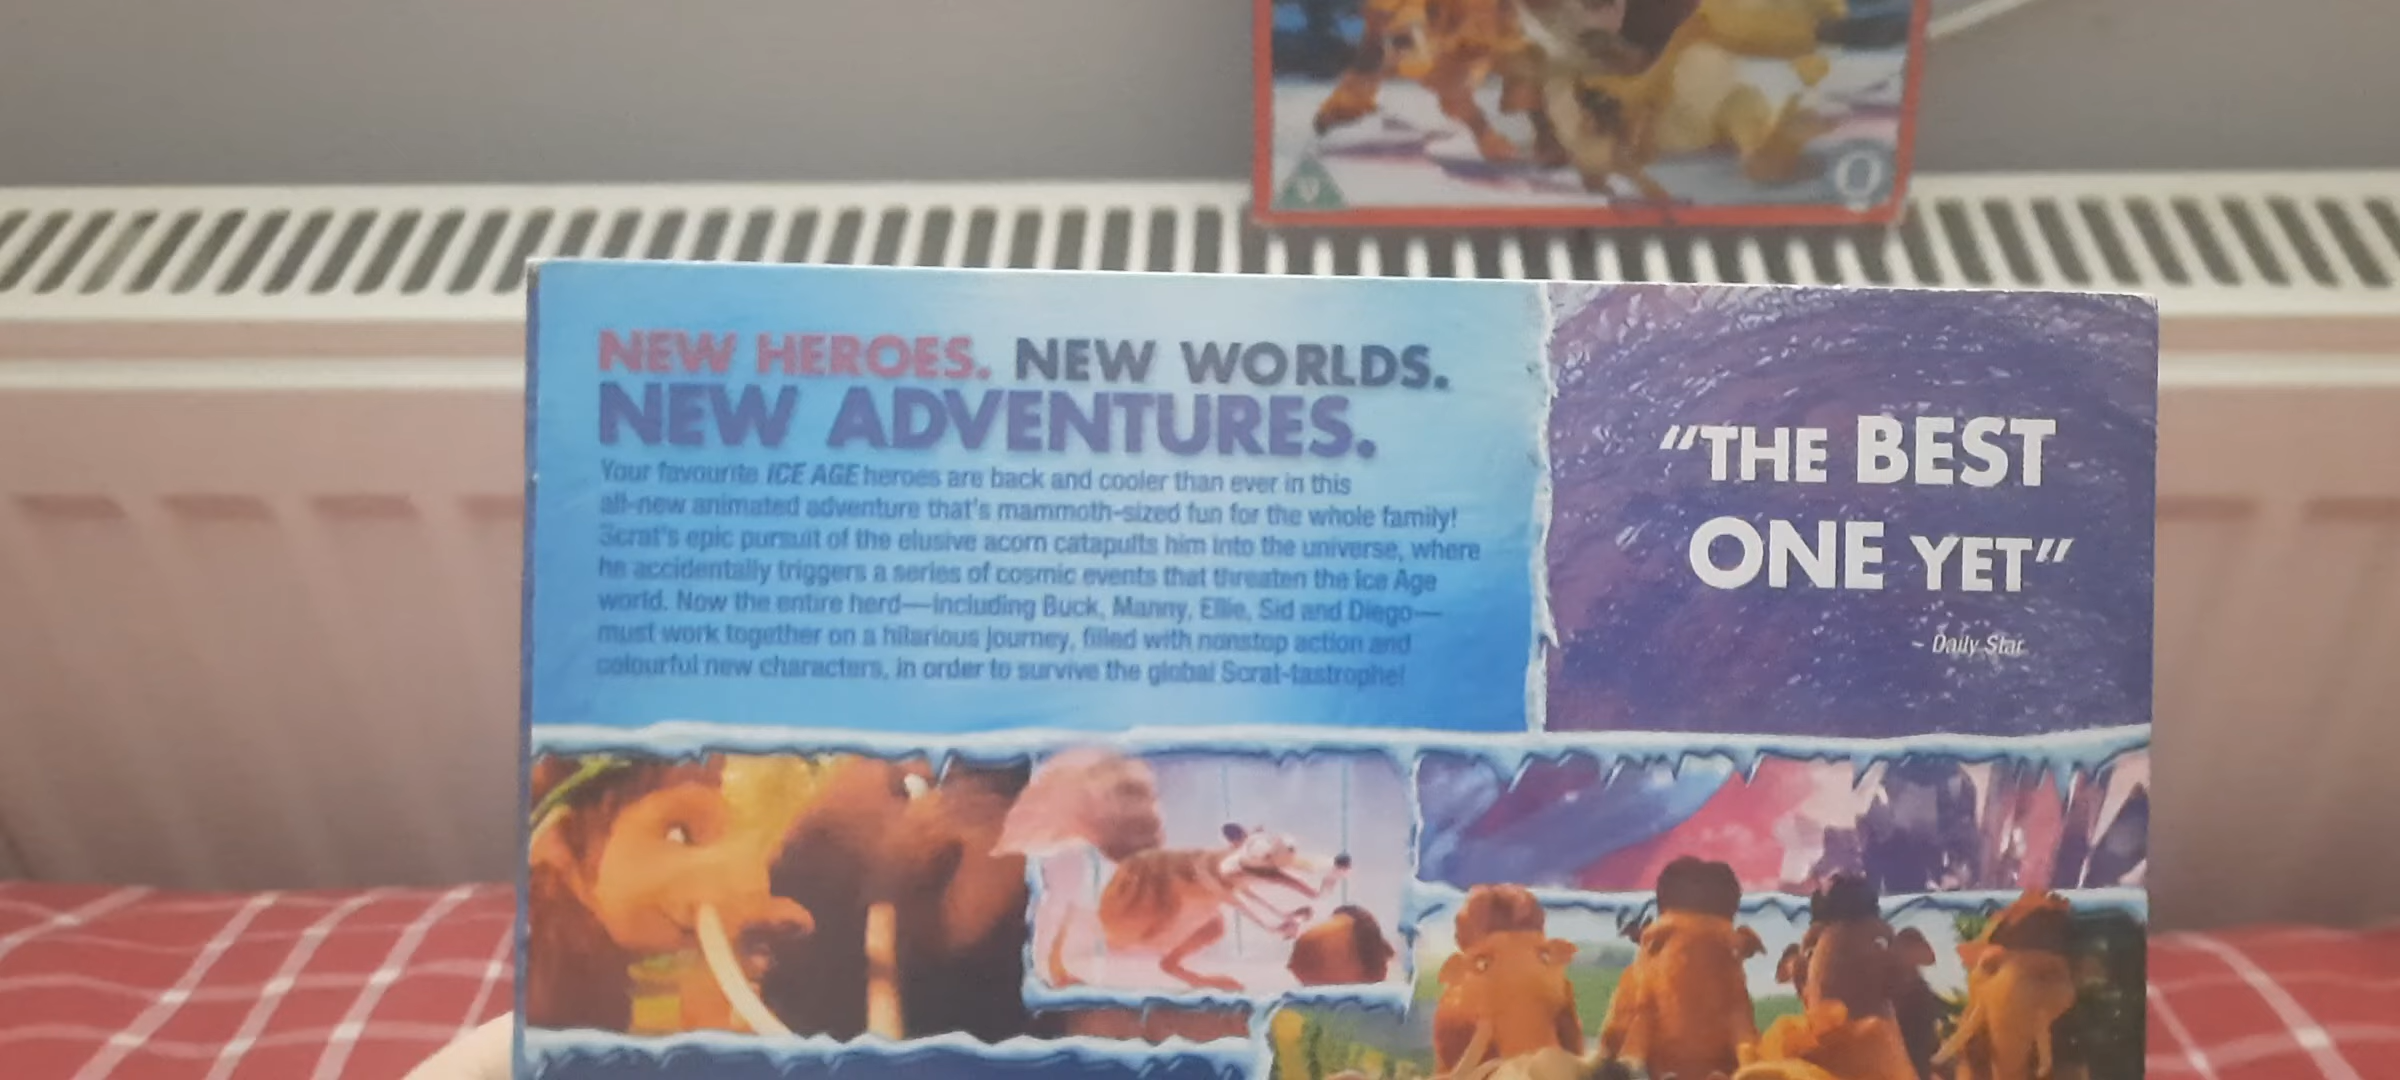 U
NEW HEROES. NEW WORLDS.
NEW ADVENTURES.
Your favourite ICE AGE heroes are back and cooler than ever in this
all-new animated adventure that's mammoth-sized fun for the whole family!
Scrat's epic pursuit of the elusive acorn catapults him into the universe, where
he accidentally triggers a series of cosmic events that threaten the Ice Age
world. Now the entire herd—including Buck, Manny, Ellie, Sid and Diego—
must work together on a hilarious journey, filled with nonstop action and
colourful new characters, in order to survive the global Scrat-tastrophe!
"THE BEST
ONE YET"
- Daily Star